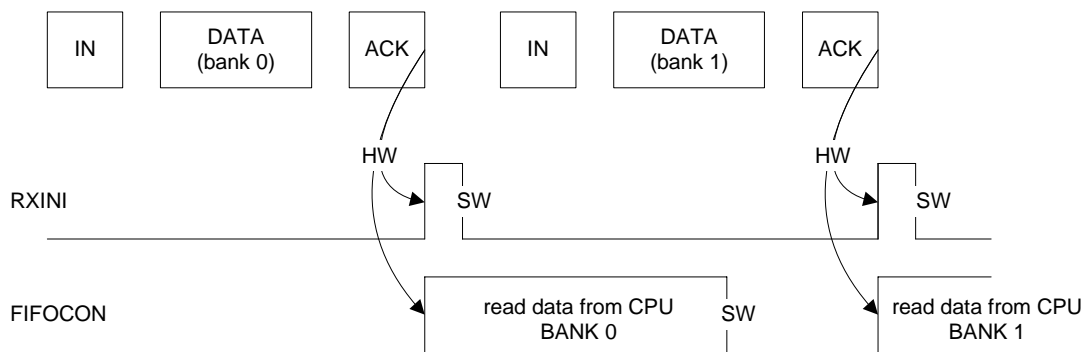 IN
DATA
(bank 0)
ACK
IN
DATA
(bank 1)
ACK
HW
HW
RXINI
SW
SW
FIFOCON
read data from CPU
BANK 0
SW
read data from CPU
BANK 1